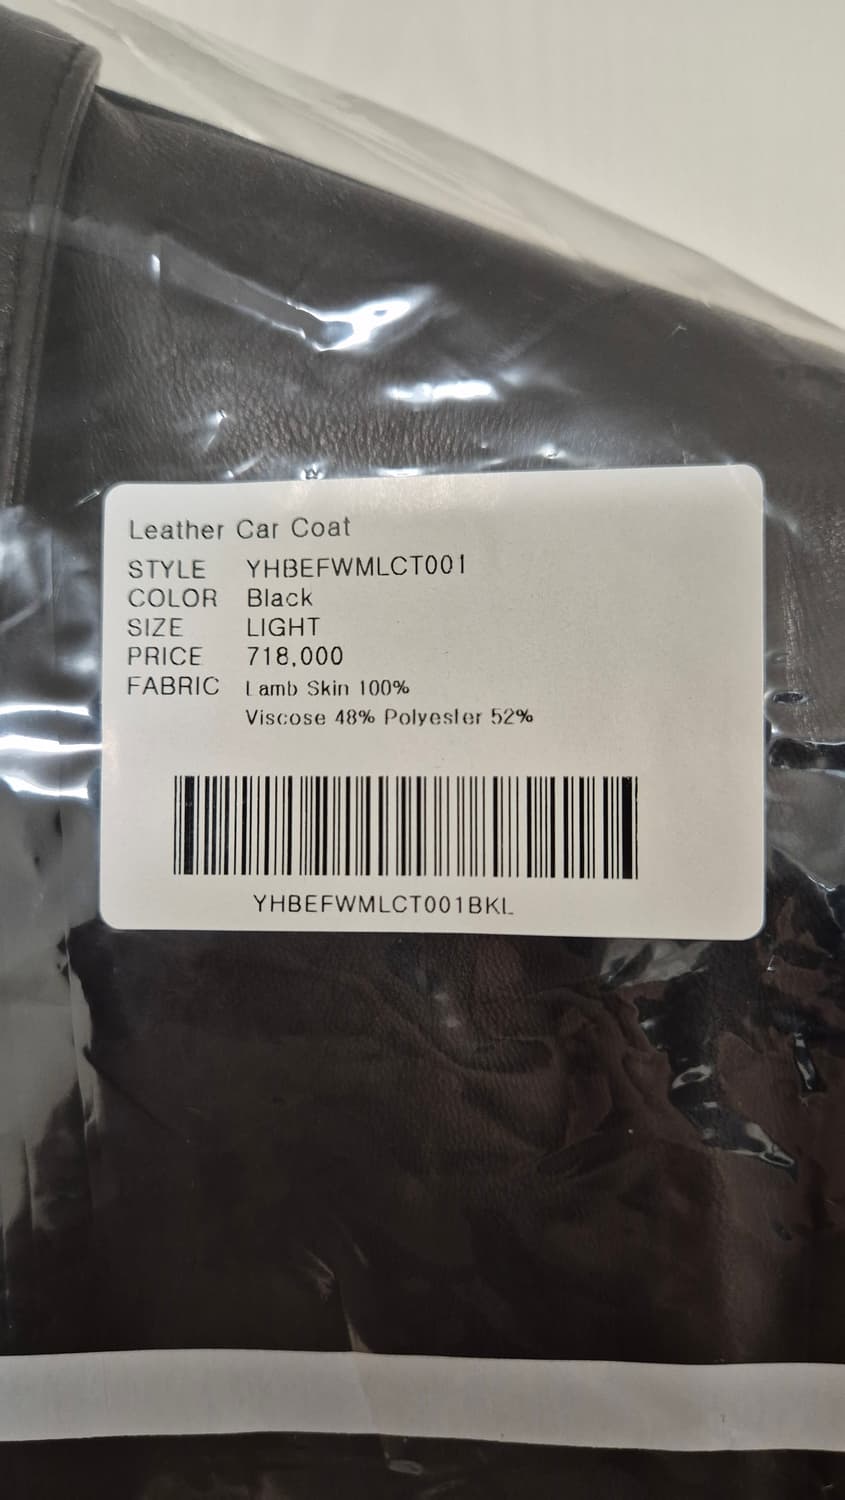 Leather Car Coat
STYLE YHBEFWMLCT001
COLOR Black
SIZE LIGHT
PRICE 718,000
FABRIC Lamb Skin 100%
Viscose 48% Polyester 52%
YHBEFWMLCT001BKL